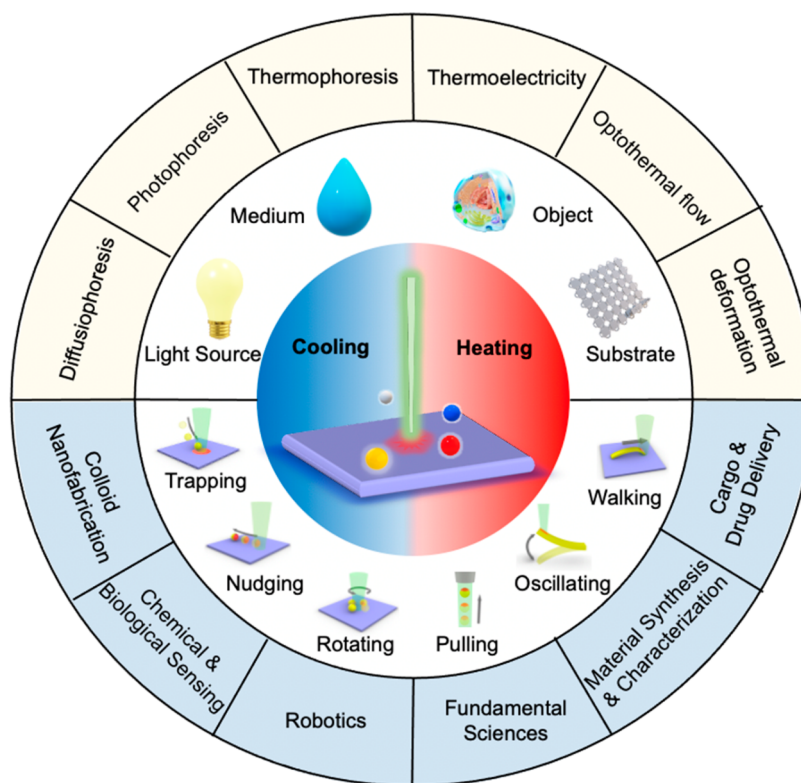 Thermophoresis
Thermoelectricity
Photophoresis
Optothermal flow
Diffusiophoresis
Optothermal
deformation
Medium
Object
Light Source
Substrate
Cooling
Heating
Trapping
Walking
Nudging
Oscillating
Rotating
Pulling
Colloid
Nanofabrication
Cargo &
Drug Delivery
Chemical &
Biological Sensing
Material Synthesis
& Characterization
Robotics
Fundamental
Sciences